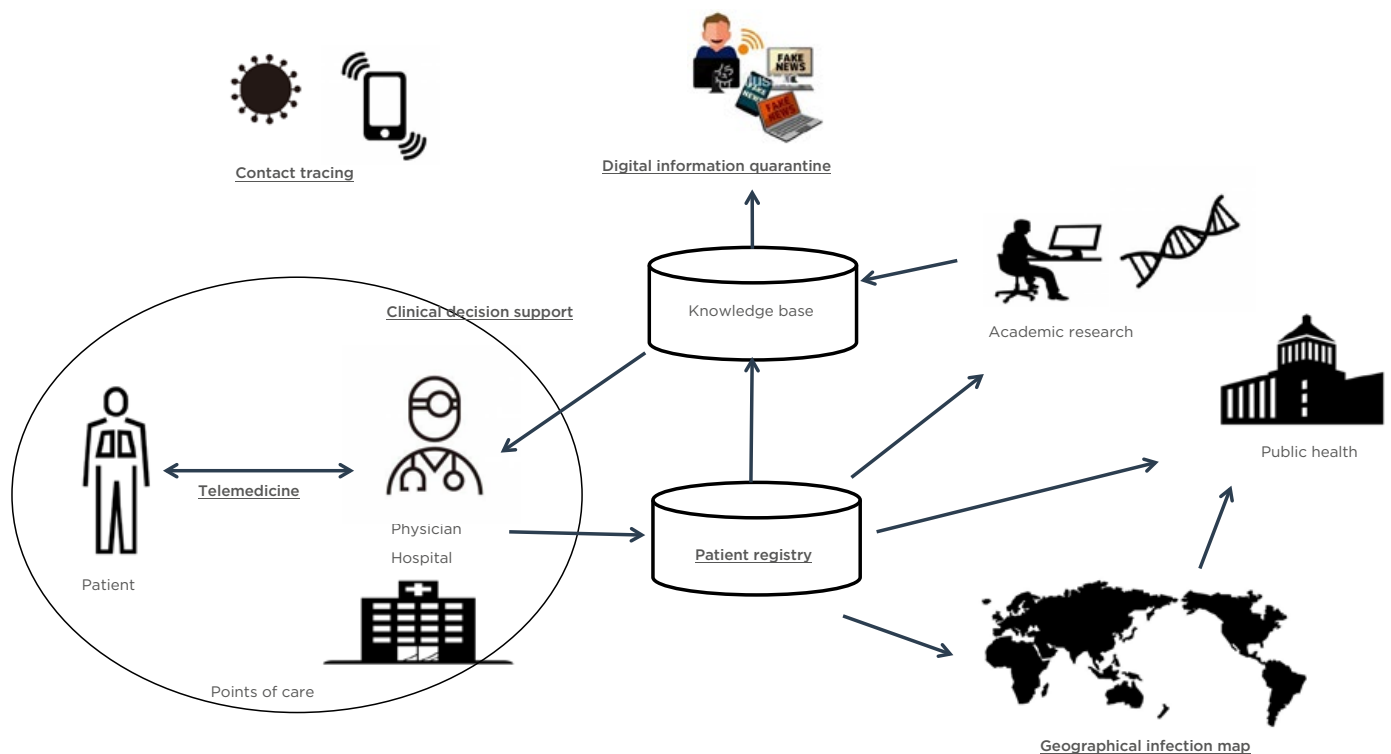 FAKE
NEWS
FAKE
NEWS
FAKE
NEWS
Contact tracing
Digital information quarantine
Clinical decision support
Knowledge base
Academic research
Public health
Telemedicine
Physician
Hospital
Patient registry
Patient
Points of care
Geographical infection map